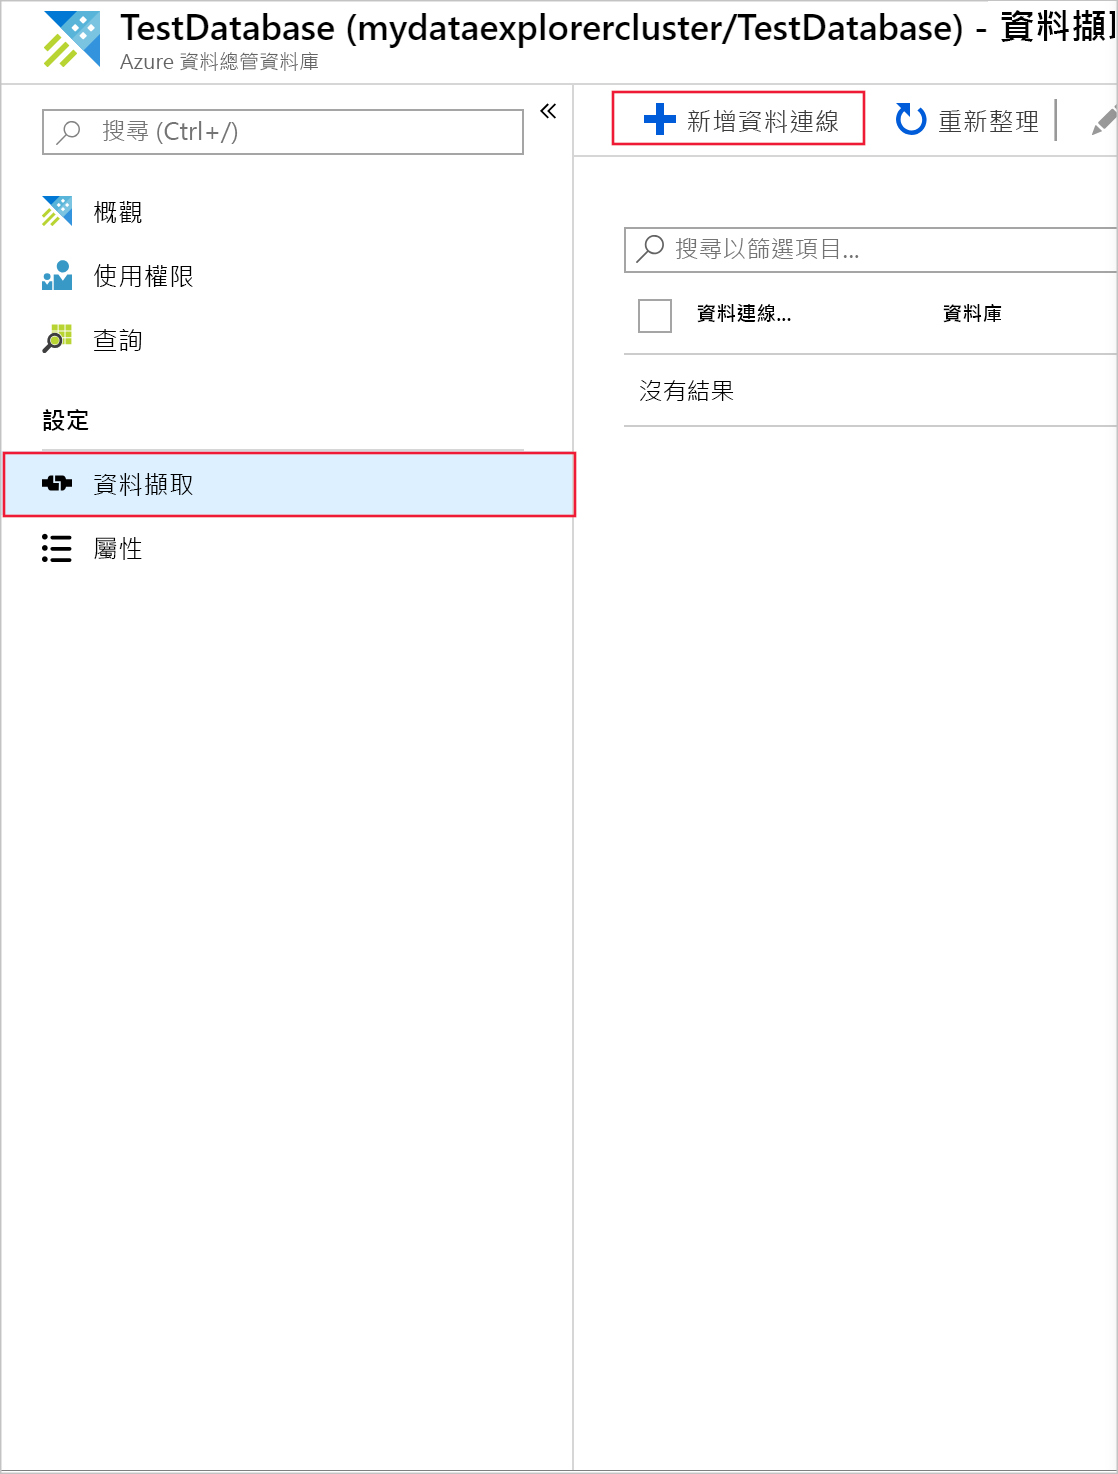 TestDatabase (mydataexplorercluster/TestDatabase) - 資料擷
Azure 資料總管資料庫
搜尋 (Ctrl+/)
概觀
使用權限
查詢
設定
資料擷取
屬性
新增資料連線
重新整理
搜尋以篩選項目...
資料連線... 資料庫
沒有結果